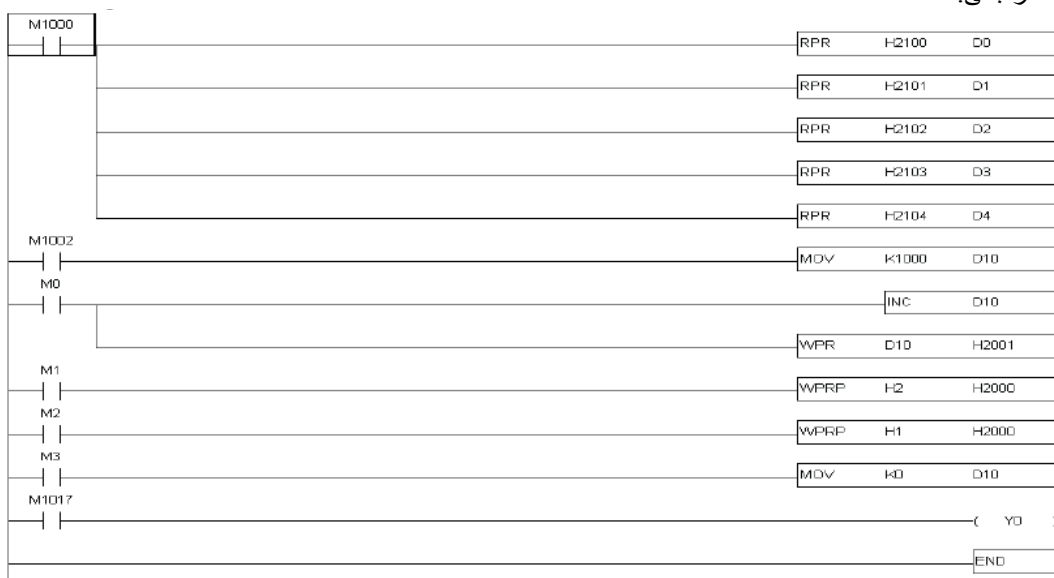 M1000
RPR H2100 D0
RPR H2101 D1
RPR H2102 D2
RPR H2103 D3
RPR H2104 D4
M1002
MOV K1000 D10
M0
INC D10
WPR D10 H2001
M1
WPRP H2 H2000
M2
WPRP H1 H2000
M3
MOV K0 D10
M1017
( Y0
END